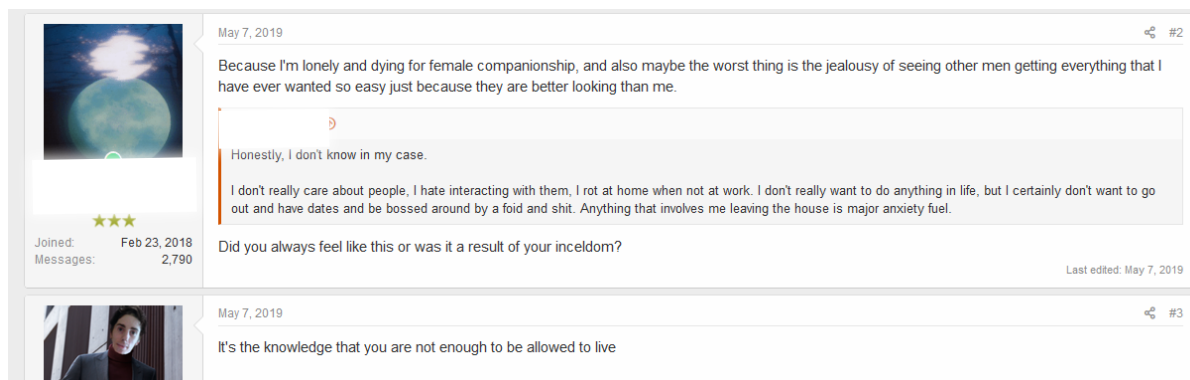 May 7, 2019
#2
Because I'm lonely and dying for female companionship, and also maybe the worst thing is the jealousy of seeing other men getting everything that I
have ever wanted so easy just because they are better looking than me.
Honestly, I don't know in my case.
I don't really care about people, I hate interacting with them, I rot at home when not at work. I don't really want to do anything in life, but I certainly don't want to go
out and have dates and be bossed around by a foid and shit. Anything that involves me leaving the house is major anxiety fuel.
Joined: Feb 23, 2018
Messages: 2,790
Did you always feel like this or was it a result of your inceldom?
Last edited: May 7, 2019
May 7, 2019
#3
It's the knowledge that you are not enough to be allowed to live